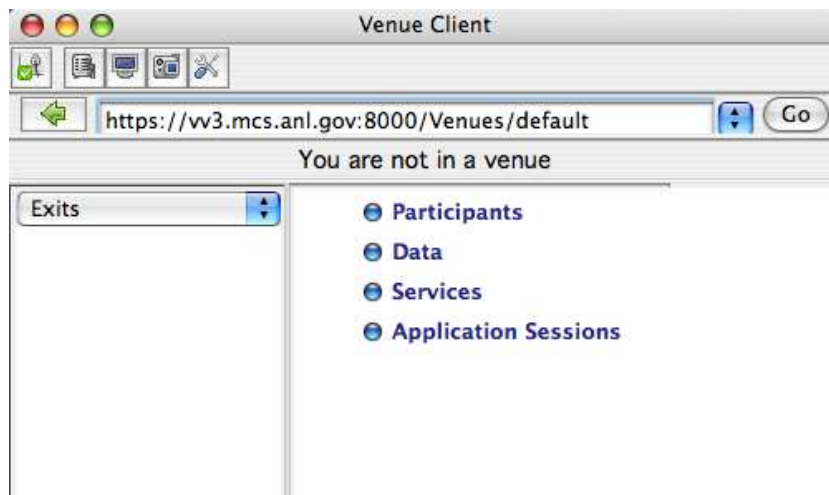 Venue Client
https://vv3.mcs.anl.gov:8000/Venues/default
Go
You are not in a venue
Exits
Participants
Data
Services
Application Sessions